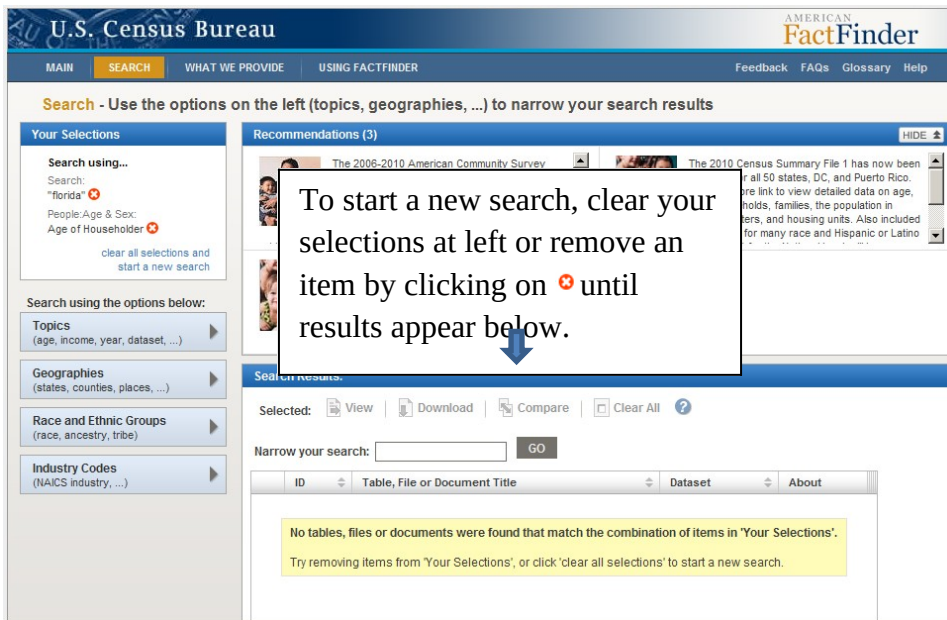 U.S. Census Bureau
AMERICAN
FactFinder
MAIN SEARCH WHAT WE PROVIDE USING FACTFINDER Feedback FAQs Glossary Help
Search - Use the options on the left (topics, geographies, ...) to narrow your search results
Your Selections
Search using...
Search:
"florida"
People:Age & Sex:
Age of Householder
clear all selections and
start a new search
Search using the options below:
Topics
(age, income, year, dataset, ...)
Geographies
(states, counties, places, ...)
Race and Ethnic Groups
(race, ancestry, tribe)
Industry Codes
(NAICS industry, ...)
Recommendations (3) HIDE
The 2006-2010 American Community Survey
The 2010 Census Summary File 1 has now been
all 50 states, DC, and Puerto Rico.
link to view detailed data on age,
holds, families, the population in
ters, and housing units. Also included
for many race and Hispanic or Latino
To start a new search, clear your
selections at left or remove an
item by clicking on until
results appear below.
Search Results:
Selected: View Download Compare Clear All ?
Narrow your search: GO
ID Table, File or Document Title Dataset About
No tables, files or documents were found that match the combination of items in 'Your Selections'.
Try removing items from 'Your Selections', or click 'clear all selections' to start a new search.